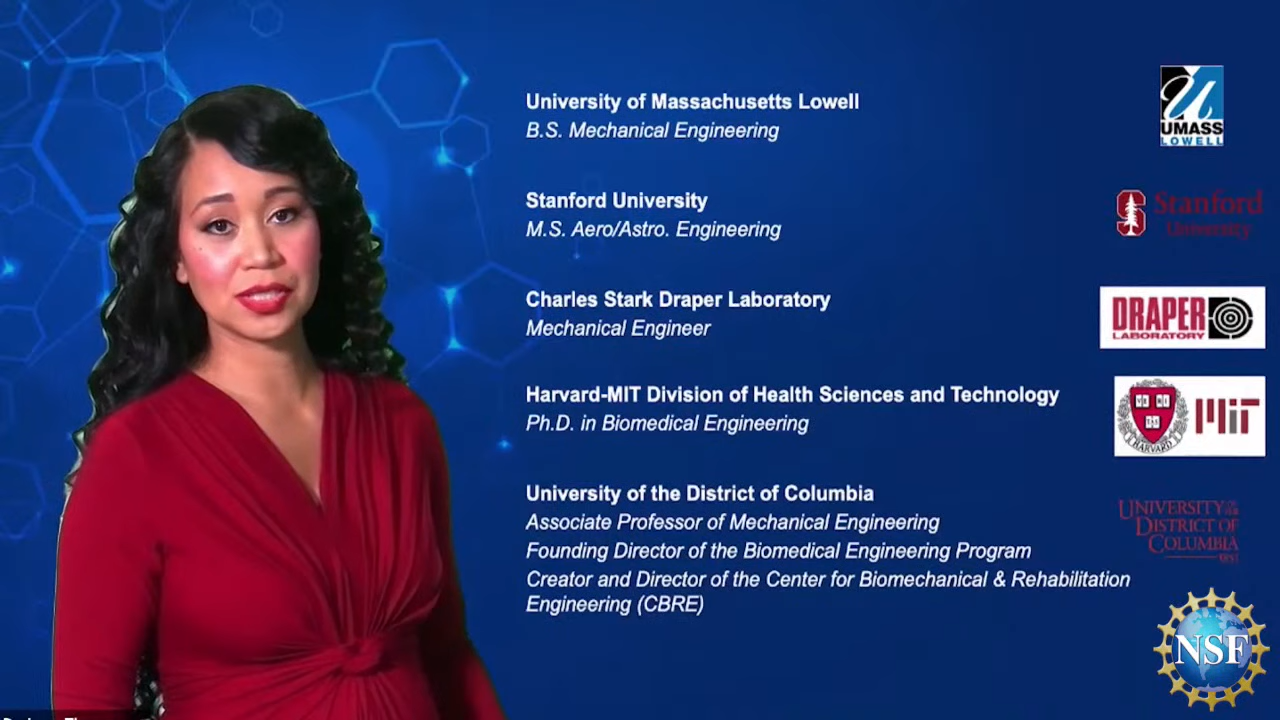 University of Massachusetts Lowell
B.S. Mechanical Engineering
UMASS
LOWELL
Stanford University
M.S. Aero/Astro. Engineering
Stanford
University
Charles Stark Draper Laboratory
Mechanical Engineer
DRAPER
LABORATORY
Harvard-MIT Division of Health Sciences and Technology
Ph.D. in Biomedical Engineering
HARVARD
MIT
University of the District of Columbia
Associate Professor of Mechanical Engineering
Founding Director of the Biomedical Engineering Program
Creator and Director of the Center for Biomechanical & Rehabilitation
Engineering (CBRE)
UNIVERSITY OF THE
DISTRICT OF
COLUMBIA
NSF